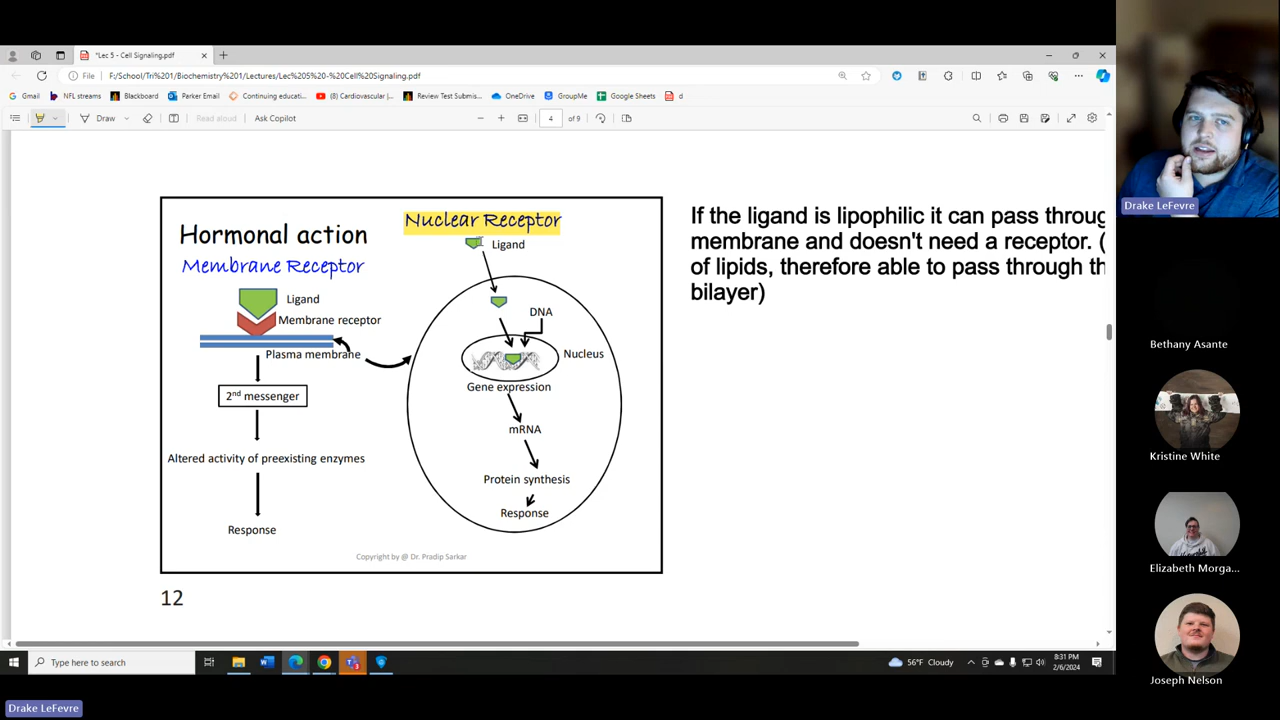 *Lec 5 - Cell Signaling.pdf
File
F:/School/Tri%201/Biochemistry%201/Lectures/Lec%205%20-%20Cell%20Signaling.pdf
Gmail
NFL streams
Blackboard
Parker Email
Continuing educati...
(8) Cardiovascular |...
Review Test Submis...
OneDrive
GroupMe
Google Sheets
d
Draw
Read aloud
Ask Copilot
4
of 9
Hormonal action
Membrane Receptor
Ligand
Membrane receptor
Plasma membrane
2nd messenger
Altered activity of preexisting enzymes
Response
Nuclear Receptor
Ligand
DNA
Nucleus
Gene expression
mRNA
Protein synthesis
Response
Copyright by @ Dr. Pradip Sarkar
12
If the ligand is lipophilic it can pass throug
membrane and doesn't need a receptor. (
of lipids, therefore able to pass through th
bilayer)
Drake LeFevre
Bethany Asante
Kristine White
Elizabeth Morga...
Joseph Nelson
Type here to search
56°F Cloudy
8:31 PM
2/6/2024
Drake LeFevre